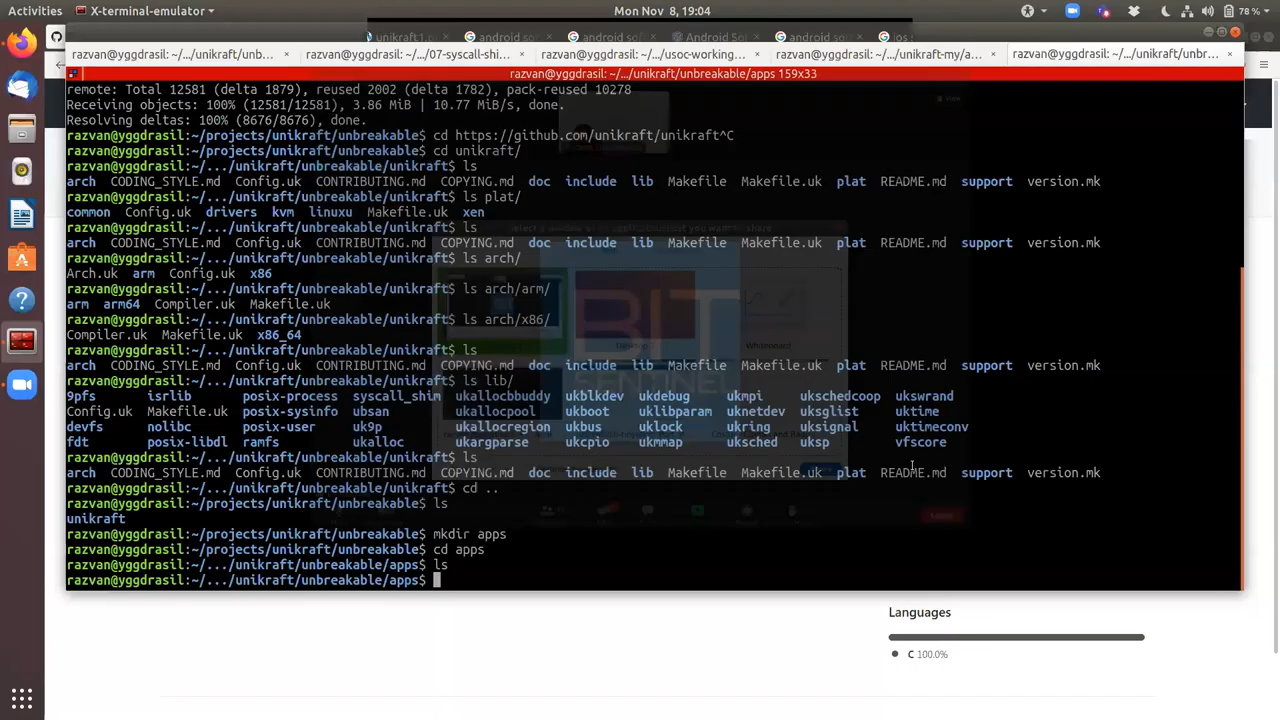 Activities X-terminal-emulator Mon Nov 8, 19:04 78 %
unikraft1.p android so android so Android So android so ios
razvan@yggdrasil: ~/.../unikraft/unb... × razvan@yggdrasil: ~/.../07-syscall-shi... × razvan@yggdrasil: ~/.../usoc-working... × razvan@yggdrasil: ~/.../unikraft-my/a... × razvan@yggdrasil: ~/.../unikraft/unbr... ×
razvan@yggdrasil: ~/.../unikraft/unbreakable/apps 159x33
remote: Total 12581 (delta 1879), reused 2002 (delta 1782), pack-reused 10278
Receiving objects: 100% (12581/12581), 3.86 MiB | 10.77 MiB/s, done.
Resolving deltas: 100% (8676/8676), done.
razvan@yggdrasil:~/projects/unikraft/unbreakable$ cd https://github.com/unikraft/unikraft^C
razvan@yggdrasil:~/projects/unikraft/unbreakable$ cd unikraft/
razvan@yggdrasil:~/.../unikraft/unbreakable/unikraft$ ls
arch CODING_STYLE.md Config.uk CONTRIBUTING.md COPYING.md doc include lib Makefile Makefile.uk plat README.md support version.mk
razvan@yggdrasil:~/.../unikraft/unbreakable/unikraft$ ls plat/
common Config.uk drivers kvm linuxu Makefile.uk xen
razvan@yggdrasil:~/.../unikraft/unbreakable/unikraft$ ls
arch CODING_STYLE.md Config.uk CONTRIBUTING.md COPYING.md doc include lib Makefile Makefile.uk plat README.md support version.mk
razvan@yggdrasil:~/.../unikraft/unbreakable/unikraft$ ls arch/
Arch.uk arm Config.uk x86
razvan@yggdrasil:~/.../unikraft/unbreakable/unikraft$ ls arch/arm/
arm arm64 Compiler.uk Makefile.uk
razvan@yggdrasil:~/.../unikraft/unbreakable/unikraft$ ls arch/x86/
Compiler.uk Makefile.uk x86_64
razvan@yggdrasil:~/.../unikraft/unbreakable/unikraft$ ls
arch CODING_STYLE.md Config.uk CONTRIBUTING.md COPYING.md doc include lib Makefile Makefile.uk plat README.md support version.mk
razvan@yggdrasil:~/.../unikraft/unbreakable/unikraft$ ls lib/
9pfs isrlib posix-process syscall_shim ukallocbbuddy ukblkdev ukdebug ukmpi ukschedcoop ukswrand
Config.uk Makefile.uk posix-sysinfo ubsan ukallocpool ukboot uklibparam uknetdev uksglist uktime
devfs nolibc posix-user uk9p ukallocregion ukbus uklock ukring uksignal uktimeconv
fdt posix-libdl ramfs ukalloc ukargparse ukcpio ukmmap uksched uksp vfscore
razvan@yggdrasil:~/.../unikraft/unbreakable/unikraft$ ls
arch CODING_STYLE.md Config.uk CONTRIBUTING.md COPYING.md doc include lib Makefile Makefile.uk plat README.md support version.mk
razvan@yggdrasil:~/.../unikraft/unbreakable/unikraft$ cd ..
razvan@yggdrasil:~/projects/unikraft/unbreakable$ ls
unikraft
razvan@yggdrasil:~/projects/unikraft/unbreakable$ mkdir apps
razvan@yggdrasil:~/projects/unikraft/unbreakable$ cd apps
razvan@yggdrasil:~/.../unikraft/unbreakable/apps$ ls
razvan@yggdrasil:~/.../unikraft/unbreakable/apps$
View
BIT
SENTINEL
Whiteboard
Languages
C 100.0%